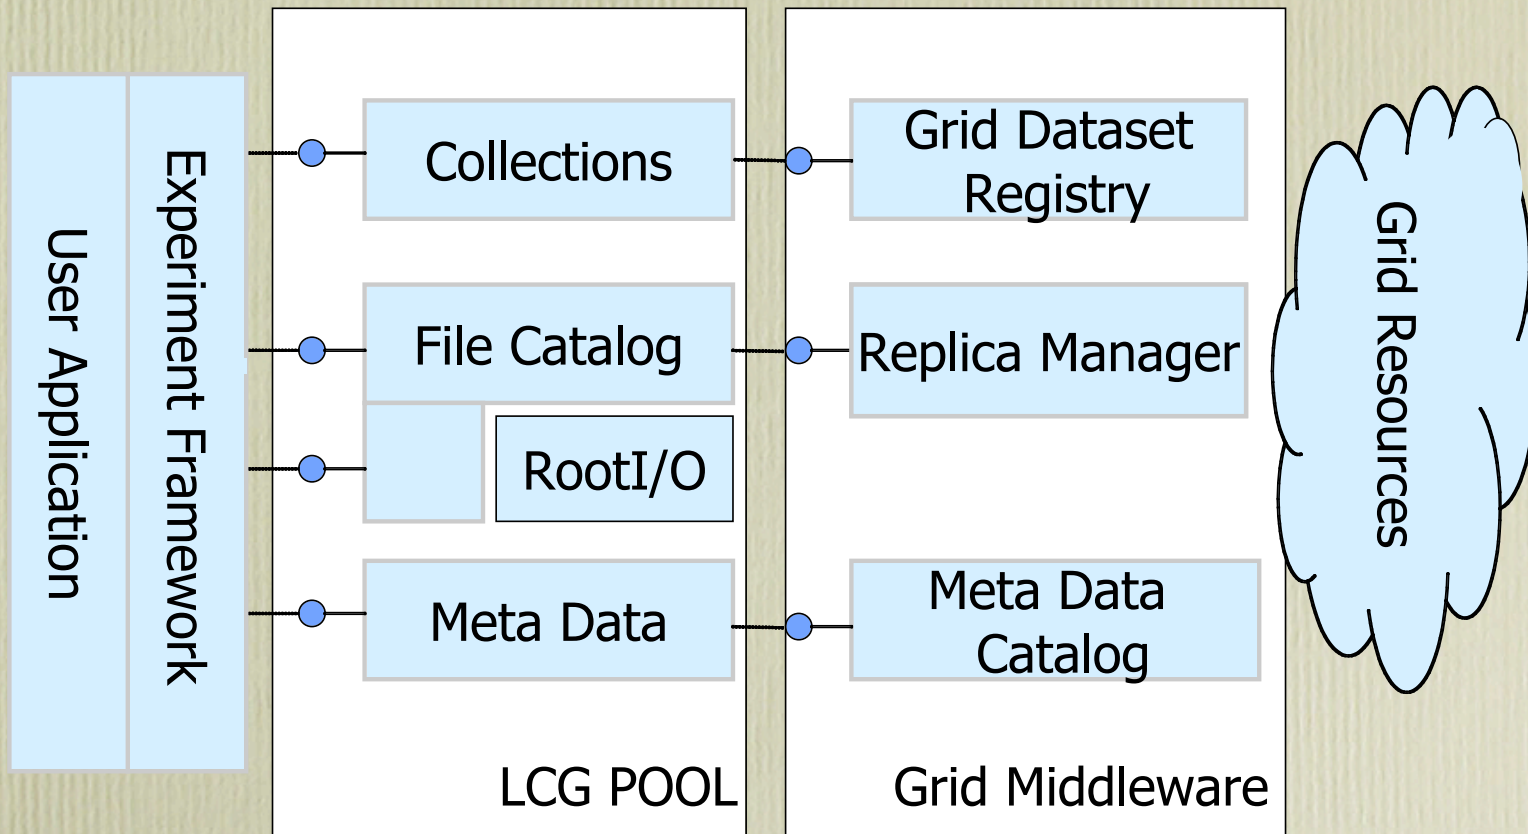 User Application
Experiment Framework
Collections
File Catalog
RootI/O
Meta Data
LCG POOL
Grid Dataset
Registry
Replica Manager
Meta Data
Catalog
Grid Middleware
Grid Resources